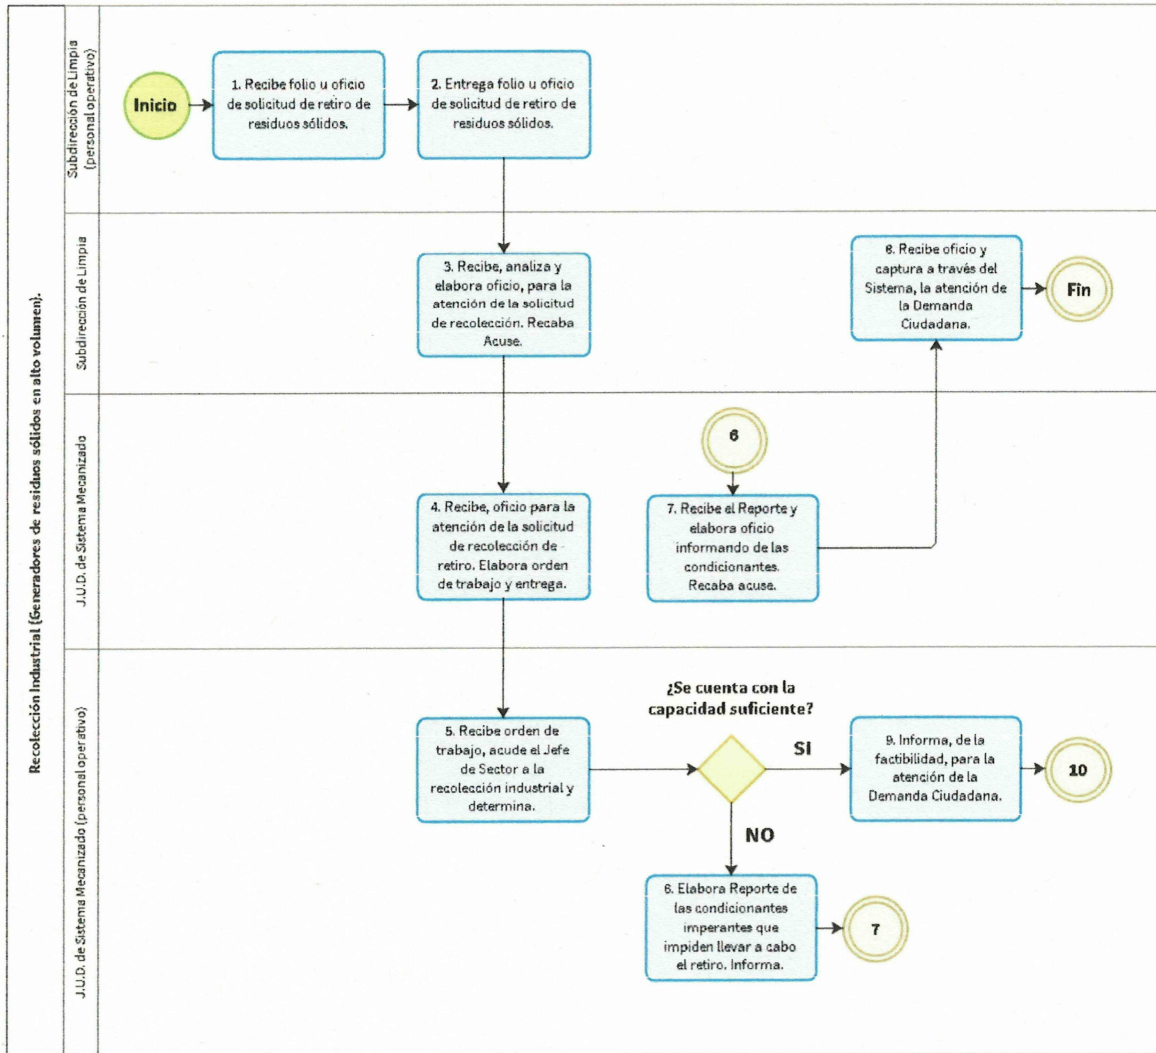 Recolección Industrial (Generadores de residuos sólidos en alto volumen).
Subdirección de Limpia
(personal operativo)
Inicio
1. Recibe folio u oficio
de solicitud de retiro de
residuos sólidos.
2. Entrega folio u oficio
de solicitud de retiro de
residuos sólidos.
Subdirección de Limpia
3. Recibe, analiza y
elabora oficio, para la
atención de la solicitud
de recolección. Recaba
Acuse.
8. Recibe oficio y
captura a través del
Sistema, la atención de
la Demanda
Ciudadana.
Fin
J.U.D. de Sistema Mecanizado
4. Recibe, oficio para la
atención de la solicitud
de recolección de
retiro. Elabora orden
de trabajo y entrega.
6
7. Recibe el Reporte y
elabora oficio
informando de las
condicionantes.
Recaba acuse.
J.U.D. de Sistema Mecanizado (personal operativo)
5. Recibe orden de
trabajo, acude el Jefe
de Sector a la
recolección industrial y
determina.
¿Se cuenta con la
capacidad suficiente?
SI
9. Informa, de la
factibilidad, para la
atención de la
Demanda Ciudadana.
10
NO
6. Elabora Reporte de
las condicionantes
imperantes que
impiden llevar a cabo
el retiro. Informa.
7